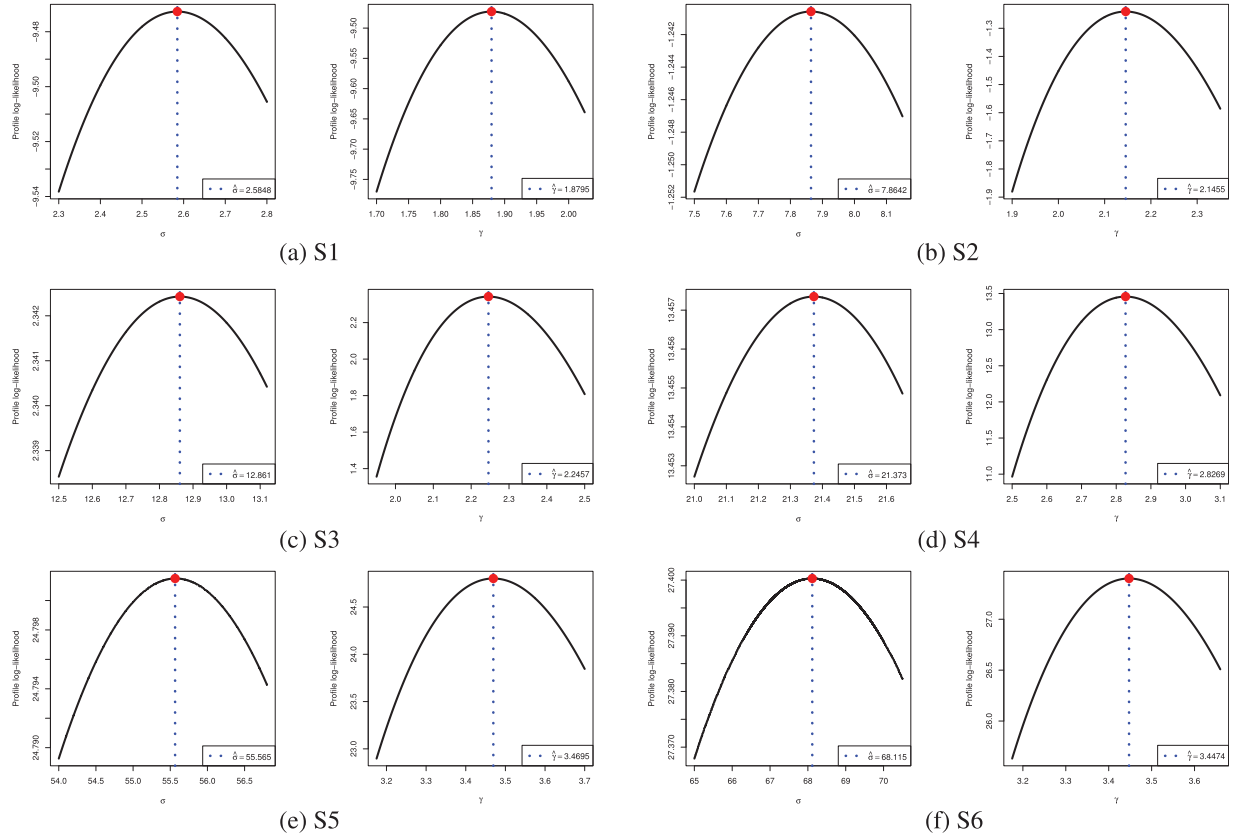 Profile log−likelihood
−9.54
−9.52
−9.50
−9.48
2.3 2.4 2.5 2.6 2.7 2.8
σ
σ̂ = 2.5848
Profile log−likelihood
−9.75
−9.70
−9.65
−9.60
−9.55
−9.50
1.70 1.75 1.80 1.85 1.90 1.95 2.00
γ
γ̂ = 1.8795
(a) S1
Profile log−likelihood
−1.252
−1.250
−1.248
−1.246
−1.244
−1.242
7.5 7.6 7.7 7.8 7.9 8.0 8.1
σ
σ̂ = 7.8642
Profile log−likelihood
−1.9
−1.8
−1.7
−1.6
−1.5
−1.4
−1.3
1.9 2.0 2.1 2.2 2.3
γ
γ̂ = 2.1455
(b) S2
Profile log−likelihood
2.339
2.340
2.341
2.342
12.5 12.6 12.7 12.8 12.9 13.0 13.1
σ
σ̂ = 12.861
Profile log−likelihood
1.4
1.6
1.8
2.0
2.2
2.0 2.1 2.2 2.3 2.4 2.5
γ
γ̂ = 2.2457
(c) S3
Profile log−likelihood
13.453
13.454
13.455
13.456
13.457
21.0 21.1 21.2 21.3 21.4 21.5 21.6
σ
σ̂ = 21.373
Profile log−likelihood
11.0
11.5
12.0
12.5
13.0
13.5
2.5 2.6 2.7 2.8 2.9 3.0 3.1
γ
γ̂ = 2.8269
(d) S4
Profile log−likelihood
24.790
24.794
24.798
54.0 54.5 55.0 55.5 56.0 56.5
σ
σ̂ = 55.565
Profile log−likelihood
23.0
23.5
24.0
24.5
3.2 3.3 3.4 3.5 3.6 3.7
γ
γ̂ = 3.4695
(e) S5
Profile log−likelihood
27.370
27.380
27.390
27.400
65 66 67 68 69 70
σ
σ̂ = 68.115
Profile log−likelihood
26.0
26.5
27.0
3.2 3.3 3.4 3.5 3.6
γ
γ̂ = 3.4474
(f) S6